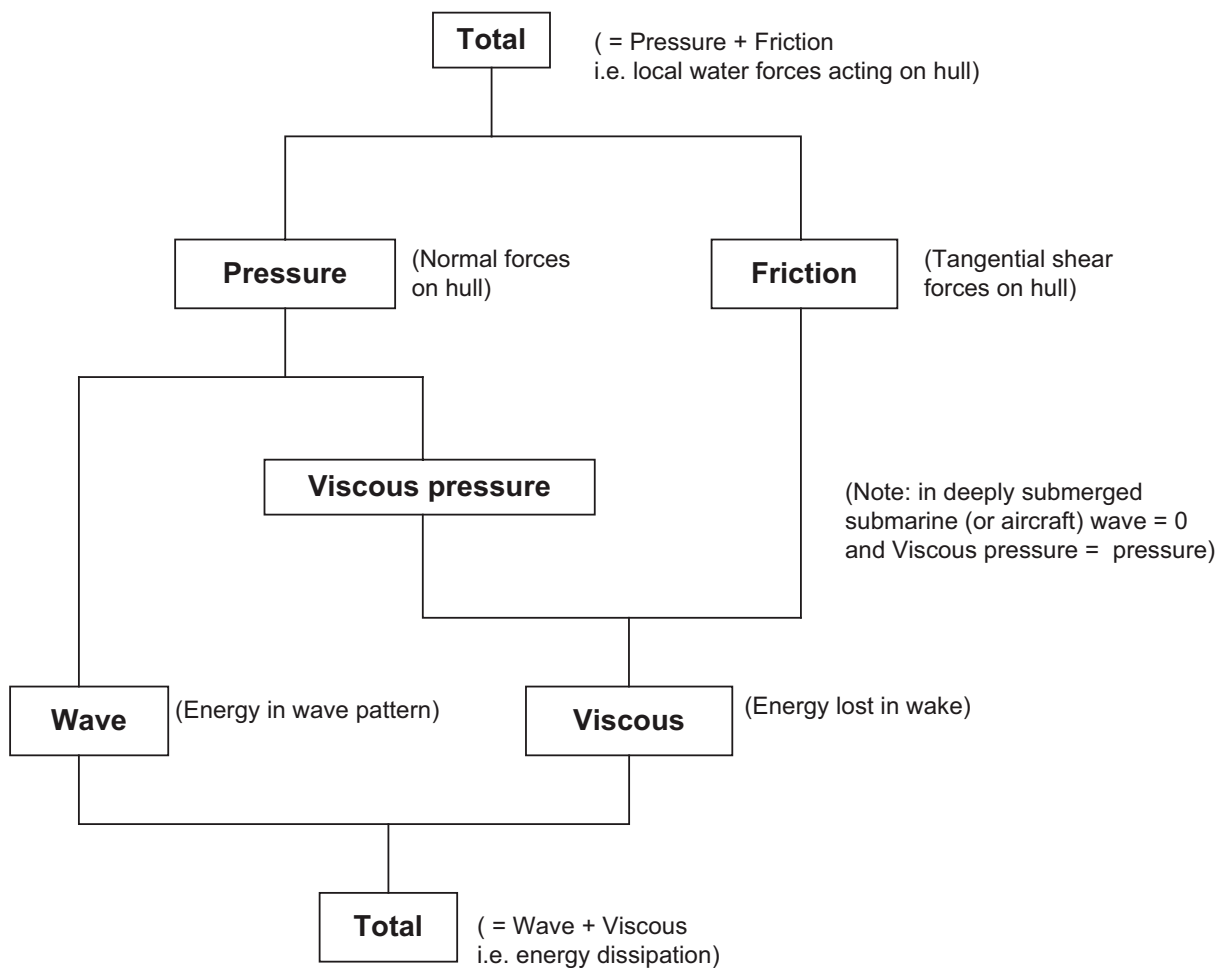 Total
( = Pressure + Friction
i.e. local water forces acting on hull)
Pressure
(Normal forces
on hull)
Friction
(Tangential shear
forces on hull)
Viscous pressure
(Note: in deeply submerged
submarine (or aircraft) wave = 0
and Viscous pressure = pressure)
Wave
(Energy in wave pattern)
Viscous
(Energy lost in wake)
Total
( = Wave + Viscous
i.e. energy dissipation)